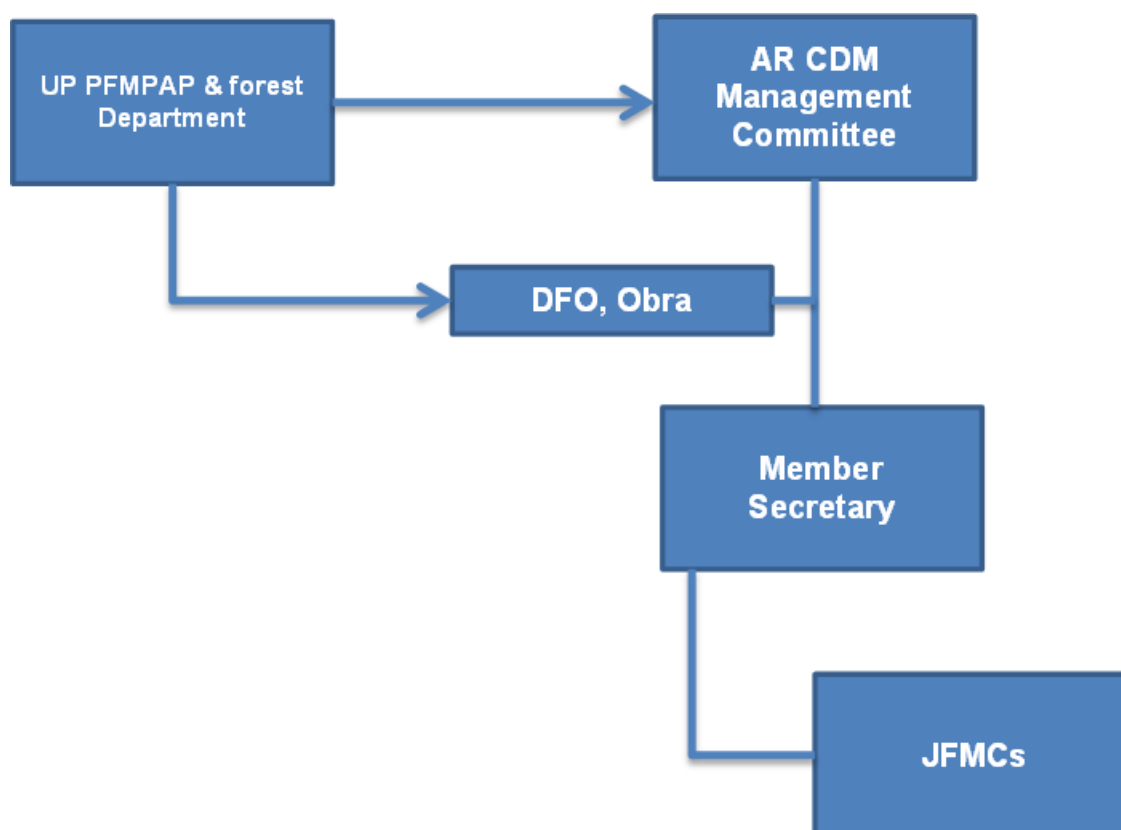 UP PFMPAP & forest
Department
AR CDM
Management
Committee
DFO, Obra
Member
Secretary
JFMCs